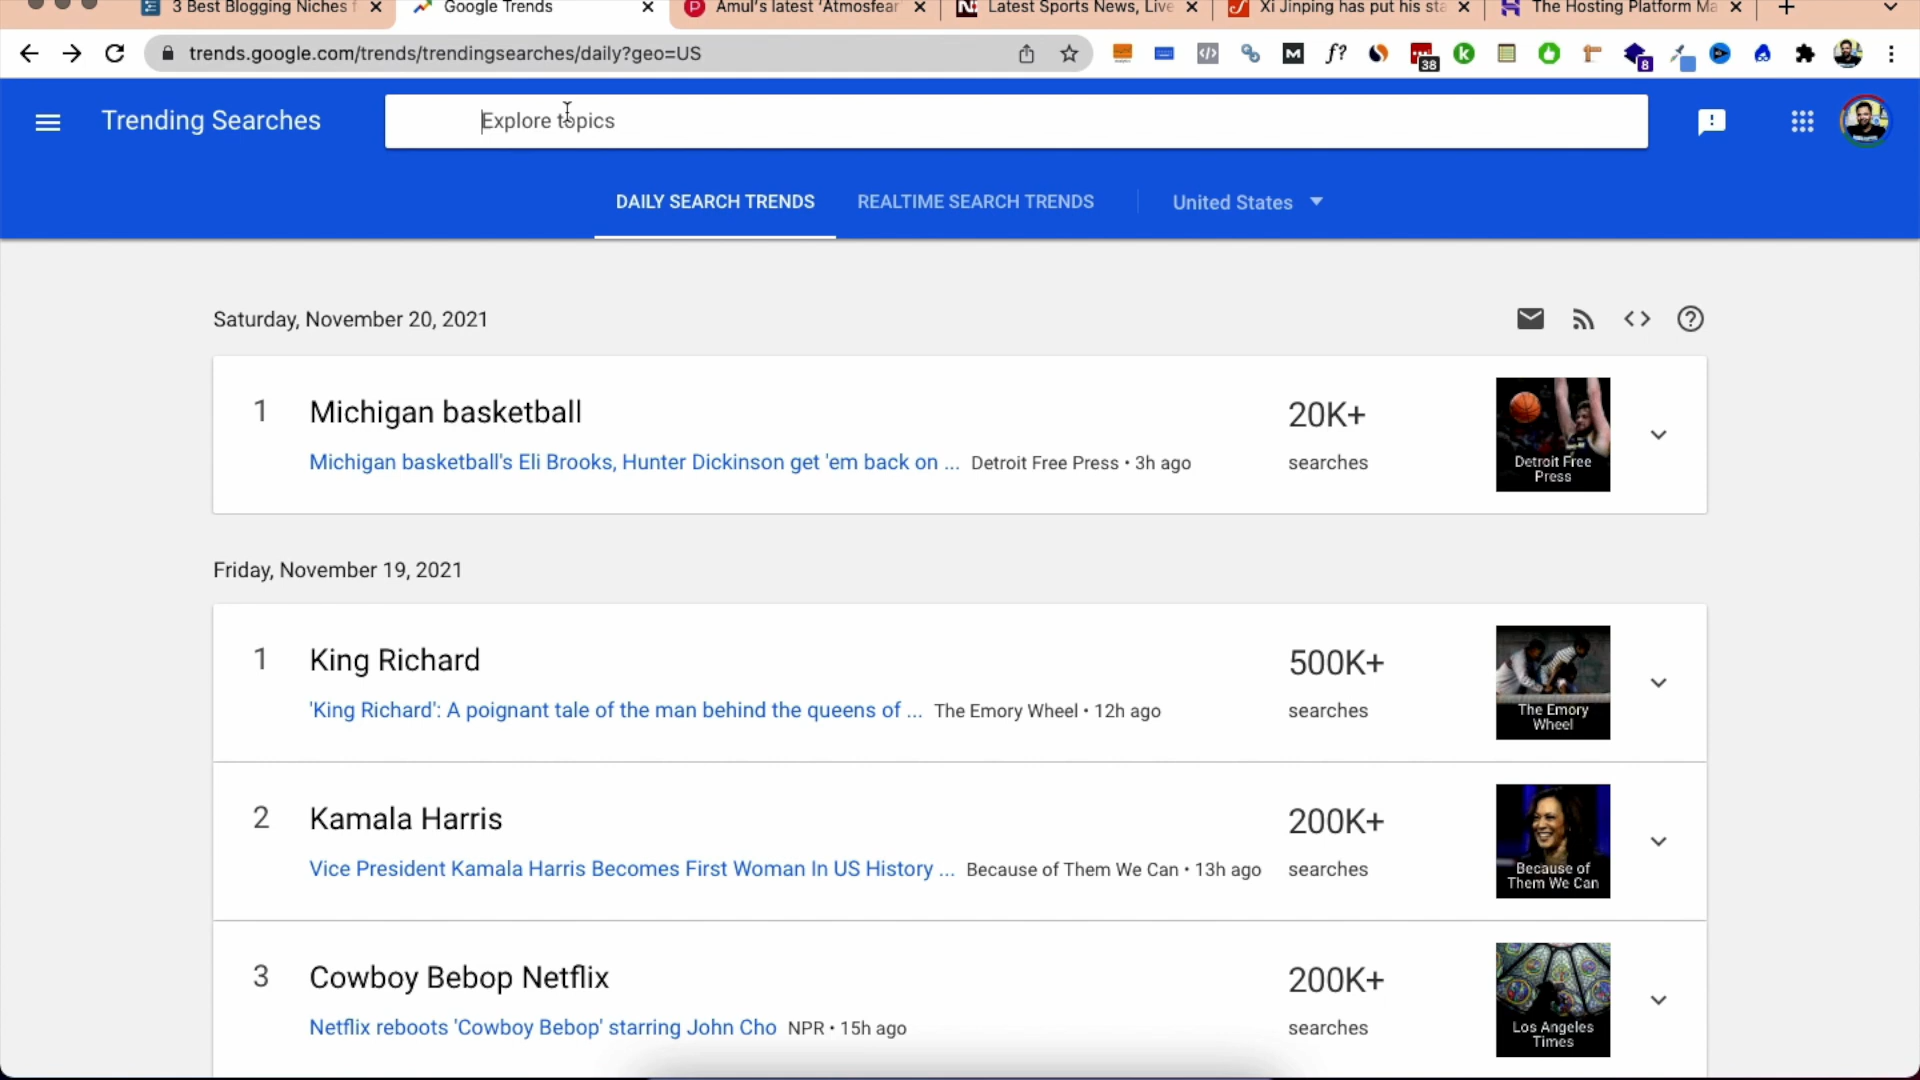 3 Best Blogging Niches f
Google Trends
Amul's latest 'Atmosfear
Latest Sports News, Live
Xi Jinping has put his sta
The Hosting Platform Ma
trends.google.com/trends/trendingsearches/daily?geo=US
38
8
Trending Searches
Explore topics
DAILY SEARCH TRENDS
REALTIME SEARCH TRENDS
United States
Saturday, November 20, 2021
1
Michigan basketball
Michigan basketball's Eli Brooks, Hunter Dickinson get 'em back on ... Detroit Free Press • 3h ago
20K+
searches
Detroit Free
Press
Friday, November 19, 2021
1
King Richard
'King Richard': A poignant tale of the man behind the queens of ... The Emory Wheel • 12h ago
500K+
searches
The Emory
Wheel
2
Kamala Harris
Vice President Kamala Harris Becomes First Woman In US History ... Because of Them We Can • 13h ago
200K+
searches
Because of
Them We Can
3
Cowboy Bebop Netflix
Netflix reboots 'Cowboy Bebop' starring John Cho NPR • 15h ago
200K+
searches
Los Angeles
Times